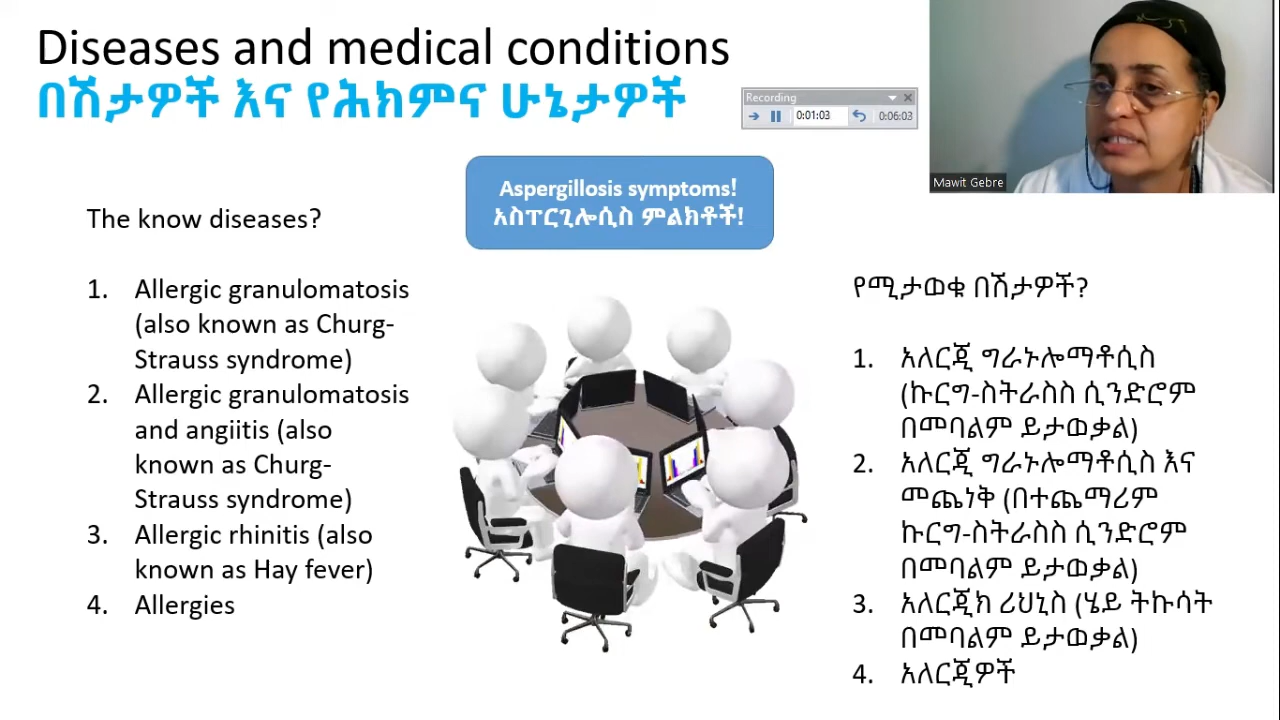 Diseases and medical conditions
በሽታዎች እና የሕክምና ሁኔታዎች
Recording
0:01:03
0:06:03
Mawit Gebre
Aspergillosis symptoms!
አስፐርጊሎሲስ ምልክቶች!
The know diseases?
1. Allergic granulomatosis
(also known as Churg-
Strauss syndrome)
2. Allergic granulomatosis
and angiitis (also
known as Churg-
Strauss syndrome)
3. Allergic rhinitis (also
known as Hay fever)
4. Allergies
የሚታወቁ በሽታዎች?
1. አለርጂ ግራኑሎማቶሲስ
(ኩርግ-ስትራስስ ሲንድሮም
በመባልም ይታወቃል)
2. አለርጂ ግራኑሎማቶሲስ እና
መጨነቅ (በተጨማሪም
ኩርግ-ስትራስስ ሲንድሮም
በመባልም ይታወቃል)
3. አለርጂክ ሪህኒስ (ሄይ ትኩሳት
በመባልም ይታወቃል)
4. አለርጂዎች